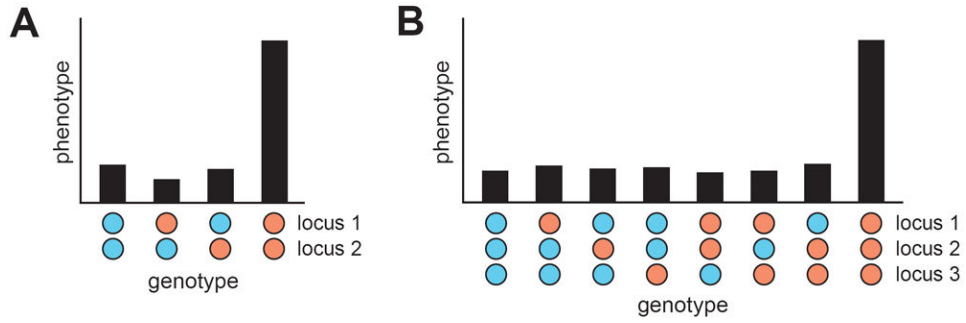 A
phenotype
locus 1
locus 2
genotype
B
phenotype
locus 1
locus 2
locus 3
genotype